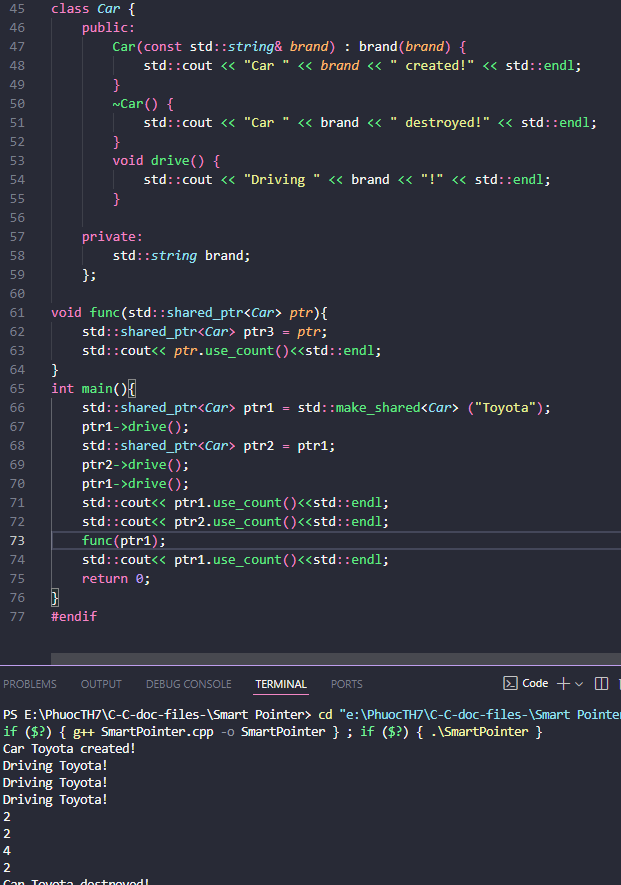 45 class Car {
46 public:
47 Car(const std::string& brand) : brand(brand) {
48 std::cout << "Car " << brand << " created!" << std::endl;
49 }
50 ~Car() {
51 std::cout << "Car " << brand << " destroyed!" << std::endl;
52 }
53 void drive() {
54 std::cout << "Driving " << brand << "!" << std::endl;
55 }
56
57 private:
58 std::string brand;
59 };
60
61 void func(std::shared_ptr<Car> ptr){
62 std::shared_ptr<Car> ptr3 = ptr;
63 std::cout<< ptr.use_count()<<std::endl;
64 }
65 int main(){
66 std::shared_ptr<Car> ptr1 = std::make_shared<Car> ("Toyota");
67 ptr1->drive();
68 std::shared_ptr<Car> ptr2 = ptr1;
69 ptr2->drive();
70 ptr1->drive();
71 std::cout<< ptr1.use_count()<<std::endl;
72 std::cout<< ptr2.use_count()<<std::endl;
73 func(ptr1);
74 std::cout<< ptr1.use_count()<<std::endl;
75 return 0;
76 }
77 #endif
PROBLEMS OUTPUT DEBUG CONSOLE TERMINAL PORTS Code
PS E:\PhuocTH7\C-C-doc-files-\Smart Pointer> cd "e:\PhuocTH7\C-C-doc-files-\Smart Pointe
if ($?) { g++ SmartPointer.cpp -o SmartPointer } ; if ($?) { .\SmartPointer }
Car Toyota created!
Driving Toyota!
Driving Toyota!
Driving Toyota!
2
2
4
2
Car Toyota destroyed!